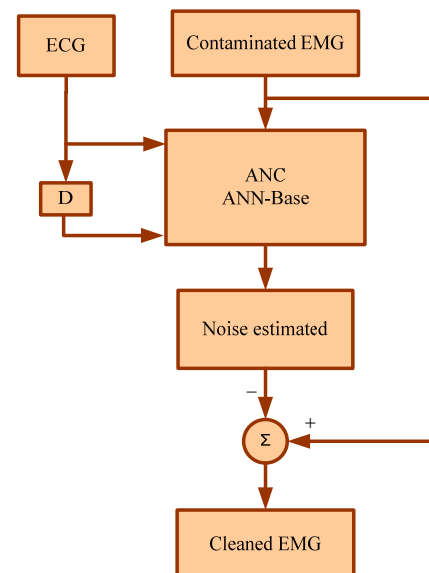 ECG
Contaminated EMG
ANC
ANN-Base
D
Noise estimated
−
+
Σ
Cleaned EMG